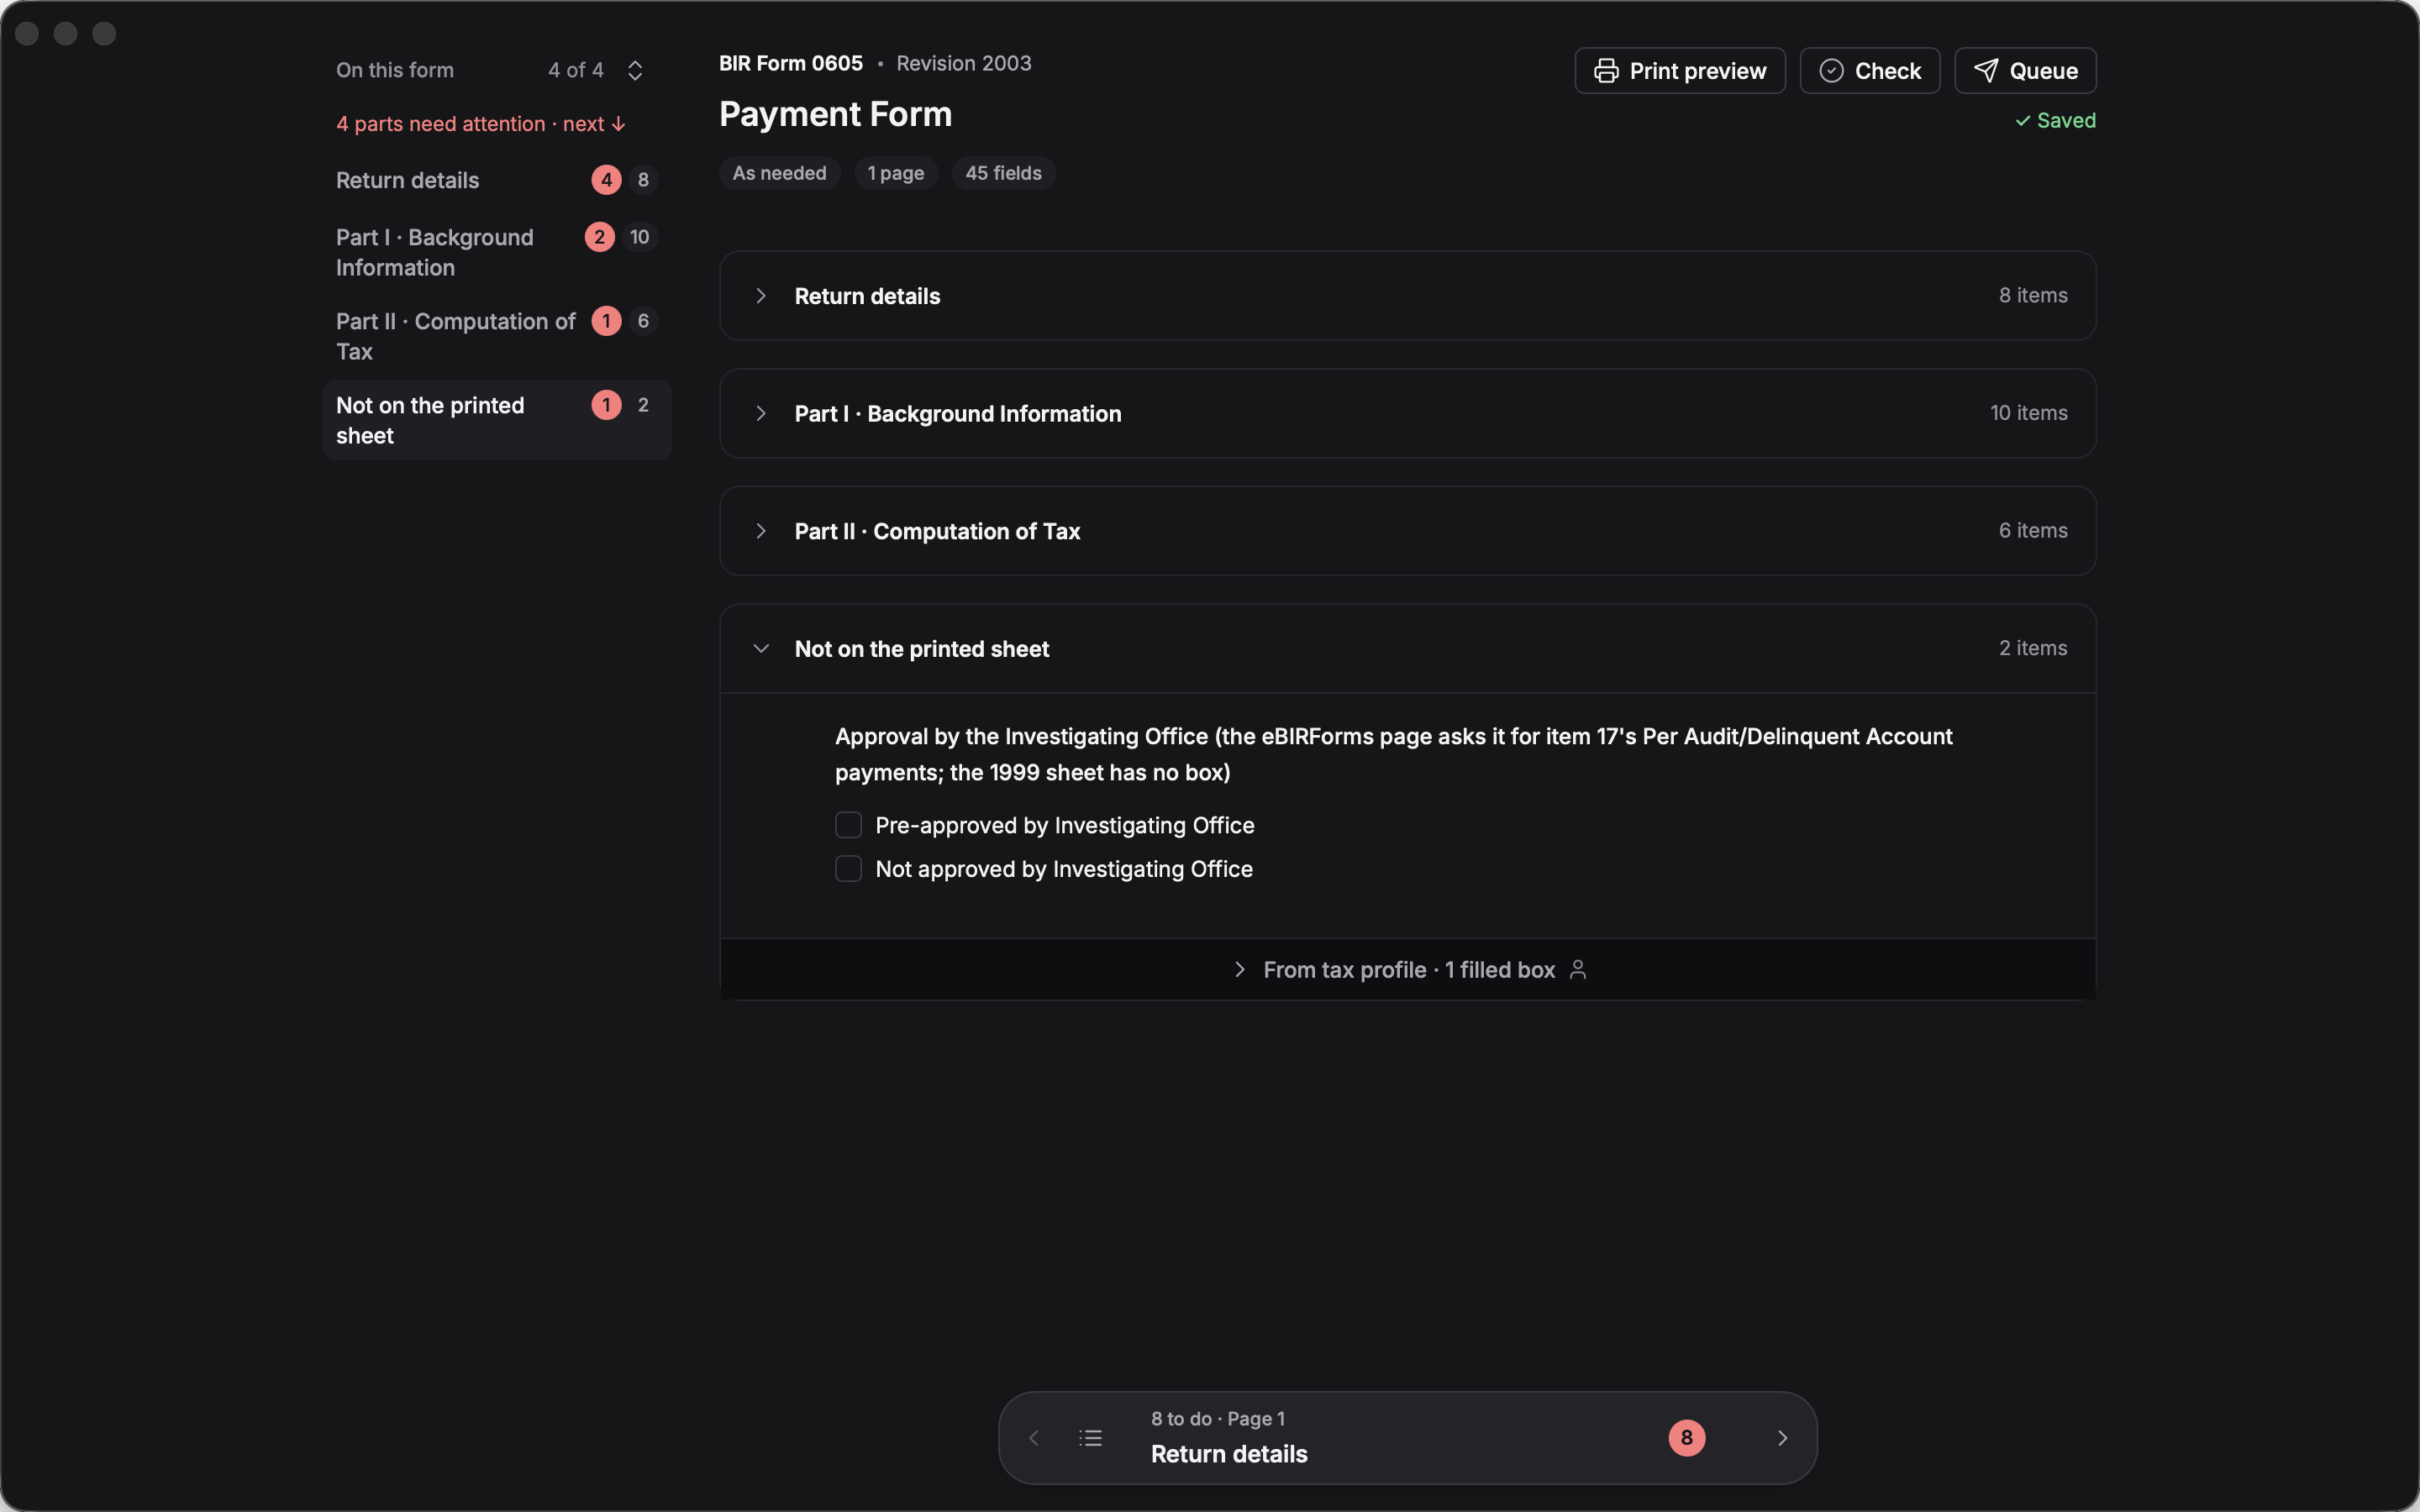 On this form
4 of 4
4 parts need attention · next ↓
Return details
4
8
Part I · Background
Information
2
10
Part II · Computation of
Tax
1
6
Not on the printed
sheet
1
2
BIR Form 0605 • Revision 2003
Payment Form
As needed
1 page
45 fields
Print preview
Check
Queue
Saved
Return details
8 items
Part I · Background Information
10 items
Part II · Computation of Tax
6 items
Not on the printed sheet
2 items
Approval by the Investigating Office (the eBIRForms page asks it for item 17's Per Audit/Delinquent Account
payments; the 1999 sheet has no box)
Pre-approved by Investigating Office
Not approved by Investigating Office
From tax profile · 1 filled box
8 to do · Page 1
Return details
8